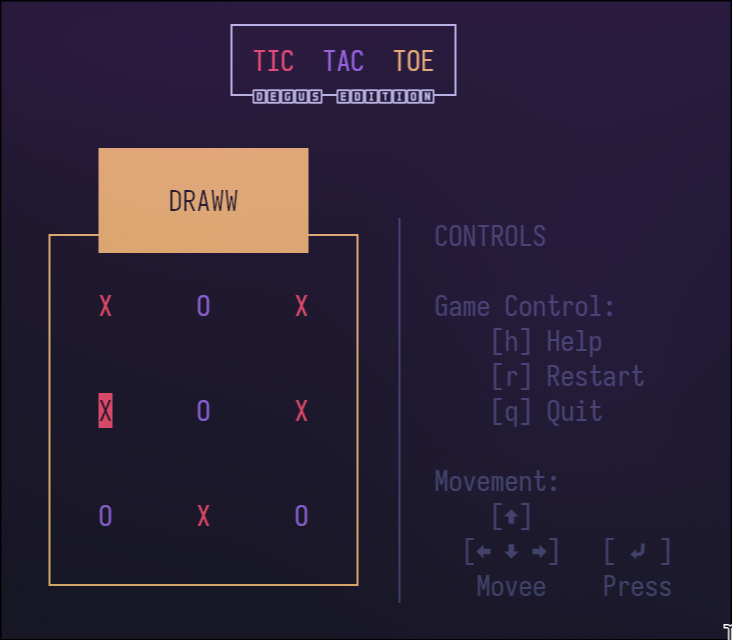 TIC TAC TOE
DEGUS EDITION
DRAWW
X O X
X O X
O X O
CONTROLS
Game Control:
[h] Help
[r] Restart
[q] Quit
Movement:
[↑]
[← ↓ →] [ ↲ ]
Movee Press